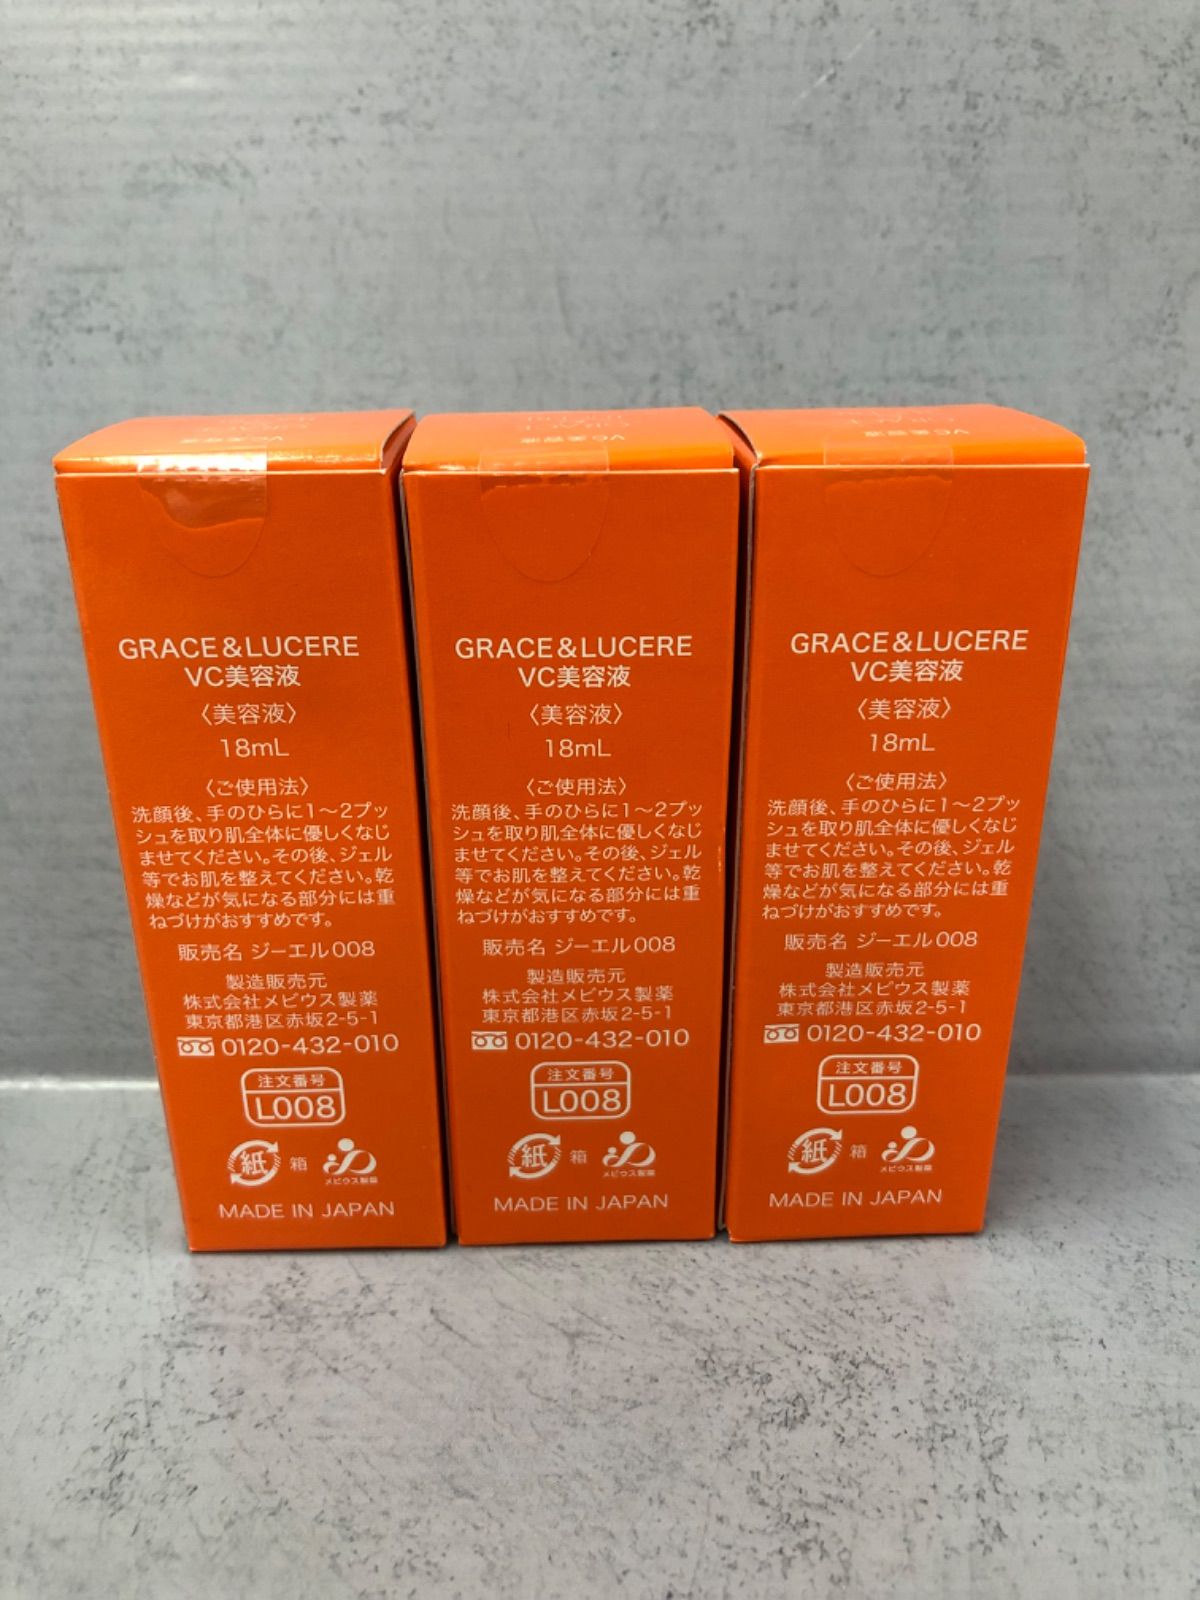 VC美容液
VC美容液
VC美容液
GRACE&LUCERE
VC美容液
〈美容液〉
18mL
〈ご使用法〉
洗顔後、手のひらに1〜2プッ
シュを取り肌全体に優しくなじ
ませてください。その後、ジェル
等でお肌を整えてください。乾
燥などが気になる部分には重
ねづけがおすすめです。
販売名 ジーエル008
製造販売元
株式会社メビウス製薬
東京都港区赤坂2-5-1
0120-432-010
注文番号
L008
紙 箱
メビウス製薬
MADE IN JAPAN
GRACE&LUCERE
VC美容液
〈美容液〉
18mL
〈ご使用法〉
洗顔後、手のひらに1〜2プッ
シュを取り肌全体に優しくなじ
ませてください。その後、ジェル
等でお肌を整えてください。乾
燥などが気になる部分には重
ねづけがおすすめです。
販売名 ジーエル008
製造販売元
株式会社メビウス製薬
東京都港区赤坂2-5-1
0120-432-010
注文番号
L008
紙 箱
メビウス製薬
MADE IN JAPAN
GRACE&LUCERE
VC美容液
〈美容液〉
18mL
〈ご使用法〉
洗顔後、手のひらに1〜2プッ
シュを取り肌全体に優しくなじ
ませてください。その後、ジェル
等でお肌を整えてください。乾
燥などが気になる部分には重
ねづけがおすすめです。
販売名 ジーエル008
製造販売元
株式会社メビウス製薬
東京都港区赤坂2-5-1
0120-432-010
注文番号
L008
紙 箱
メビウス製薬
MADE IN JAPAN